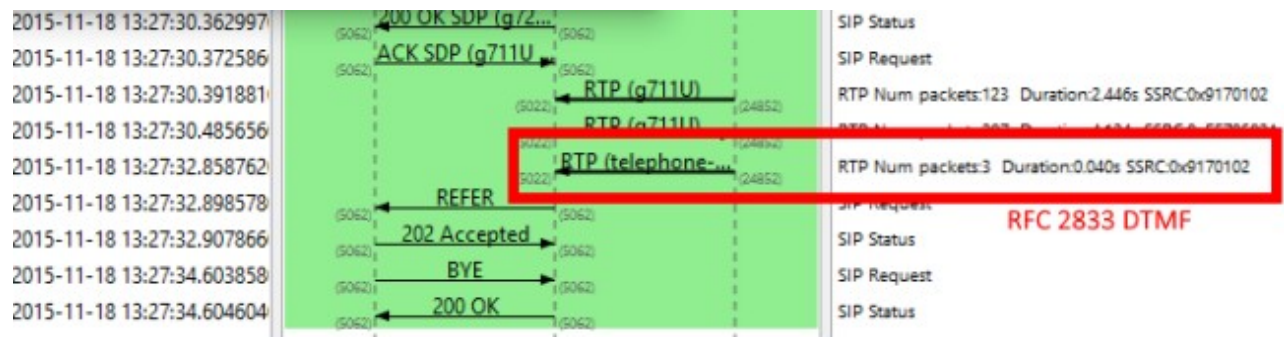 2015-11-18 13:27:30.362997 200 OK SDP (g72... SIP Status
(5062) (5062)
2015-11-18 13:27:30.372586 ACK SDP (g711U SIP Request
(5062) (5062)
2015-11-18 13:27:30.391881 RTP (g711U) RTP Num packets:123 Duration:2.446s SSRC:0x9170102
(5022) (24852)
2015-11-18 13:27:30.485656 RTP (g711U) RTP Num
(5022) (24852)
2015-11-18 13:27:32.858762 RTP (telephone-... RTP Num packets:3 Duration:0.040s SSRC:0x9170102
(5022) (24852)
2015-11-18 13:27:32.898578 REFER SIP Request
(5062) (5062)
RFC 2833 DTMF
2015-11-18 13:27:32.907866 202 Accepted SIP Status
(5062) (5062)
2015-11-18 13:27:34.603858 BYE SIP Request
(5062) (5062)
2015-11-18 13:27:34.604604 200 OK SIP Status
(5062) (5062)